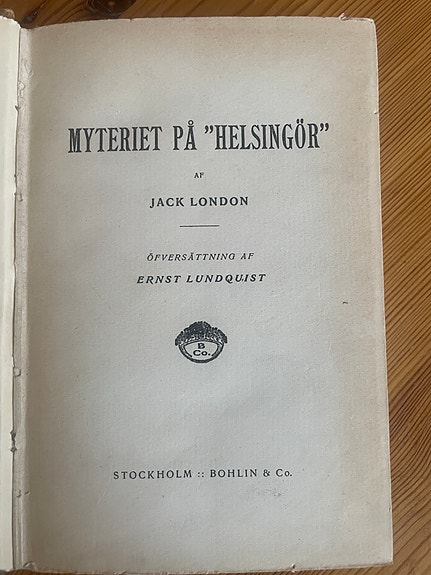 MYTERIET PÅ "HELSINGÖR"
AF
JACK LONDON
ÖFVERSÄTTNING AF
ERNST LUNDQUIST
B
Co.
STOCKHOLM :: BOHLIN & Co.